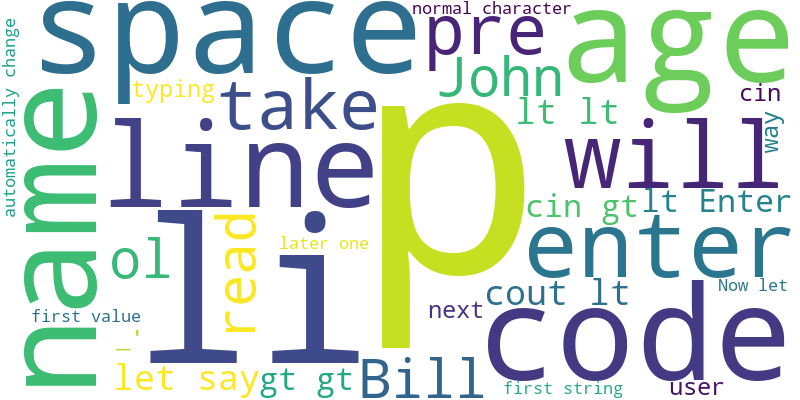 normal character
space
pre
age
automatically change
typing
John
cin
take
lt lt
way
name
line
p
will
cin gt
lt Enter
li
read
ol
later one
enter
cout lt
Now let
first value
next
code
_'
let say
gt gt
Bill
first string
user